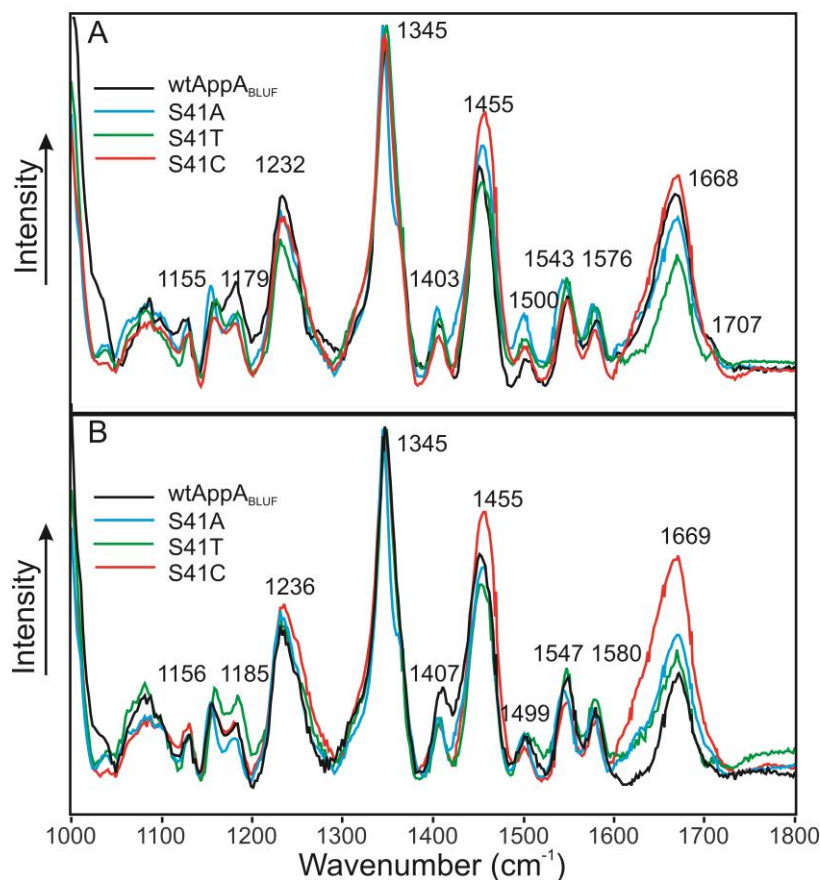 A
wtAppA_BLUF
S41A
S41T
S41C
Intensity
1155
1179
1232
1345
1403
1455
1500
1543
1576
1668
1707
B
wtAppA_BLUF
S41A
S41T
S41C
Intensity
1156
1185
1236
1345
1407
1455
1499
1547
1580
1669
1000 1100 1200 1300 1400 1500 1600 1700 1800
Wavenumber (cm⁻¹)